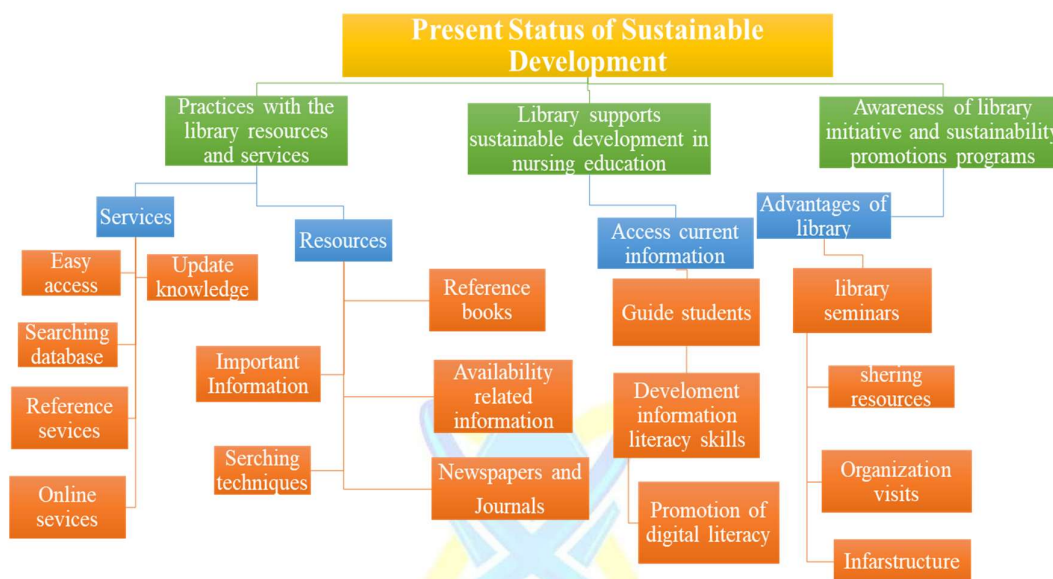 Present Status of Sustainable
Development
Practices with the
library resources
and services
Library supports
sustainable development in
nursing education
Awareness of library
initiative and sustainability
promotions programs
Services
Resources
Access current
information
Advantages of
library
Easy
access
Update
knowledge
Searching
database
Reference
sevices
Online
sevices
Reference
books
Important
Information
Availability
related
information
Serching
techniques
Newspapers and
Journals
Guide students
Develoment
information
literacy skills
Promotion of
digital literacy
library
seminars
shering
resources
Organization
visits
Infarstructure